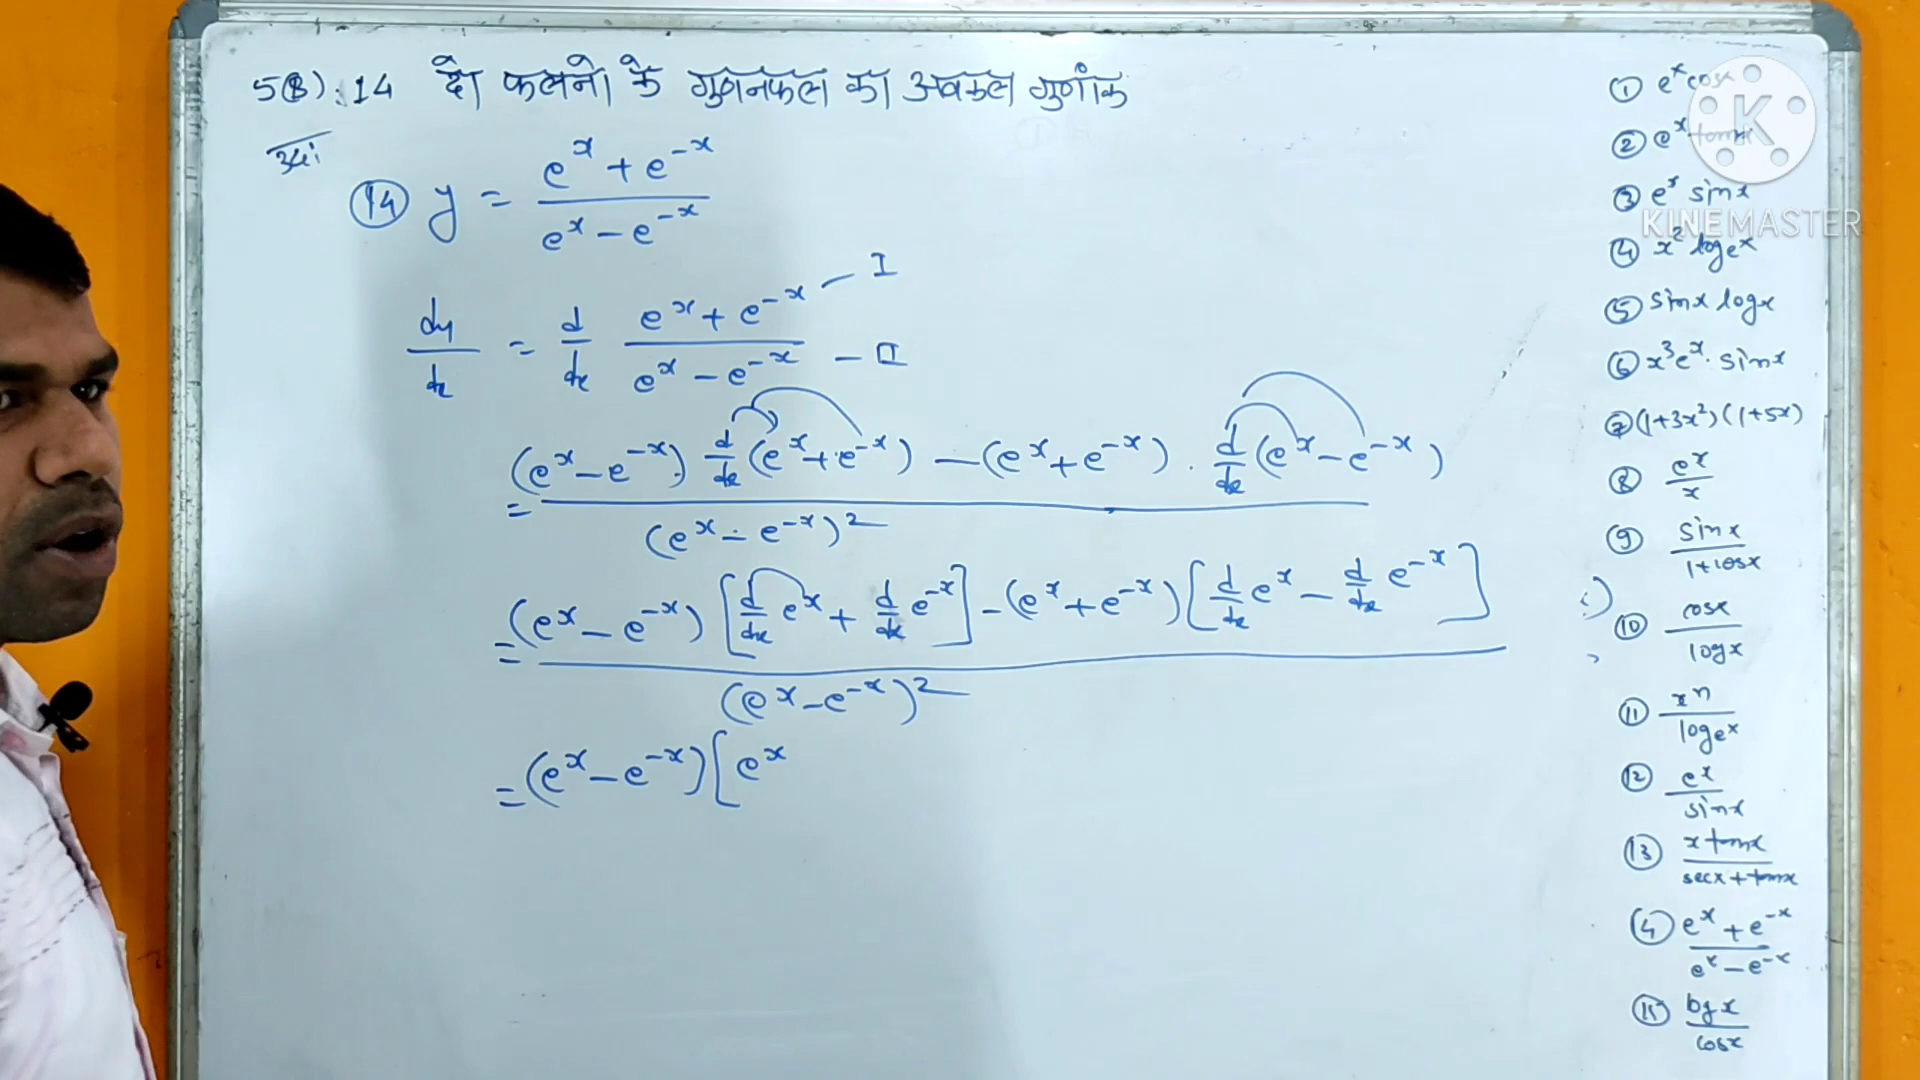 5(B).14 दो फलनो के गुणनफल का अवकल गुणांक
(14) y = (e^x + e^-x)/(e^x - e^-x)
dy/dx = d/dx (e^x + e^-x)/(e^x - e^-x) - I - II
= ((e^x - e^-x) . d/dx (e^x + e^-x) - (e^x + e^-x) . d/dx (e^x - e^-x))/(e^x - e^-x)^2
= ((e^x - e^-x) [d/dx e^x + d/dx e^-x] - (e^x + e^-x) [d/dx e^x - d/dx e^-x])/(e^x - e^-x)^2
= (e^x - e^-x) [e^x
(1) e^x cosx
(2) e^x tanx
(3) e^x sinx
(4) x^2 loge^x
(5) sinx logx
(6) x^3 e^x . sinx
(7) (1+3x^2)(1+5x)
(8) e^x/x
(9) sinx/1+cosx
(10) cosx/logx
(11) x^n/loge^x
(12) e^x/sinx
(13) x tanx/secx + tanx
(14) e^x + e^-x/e^x - e^-x
(15) logx/cosx
K
KINEMASTER